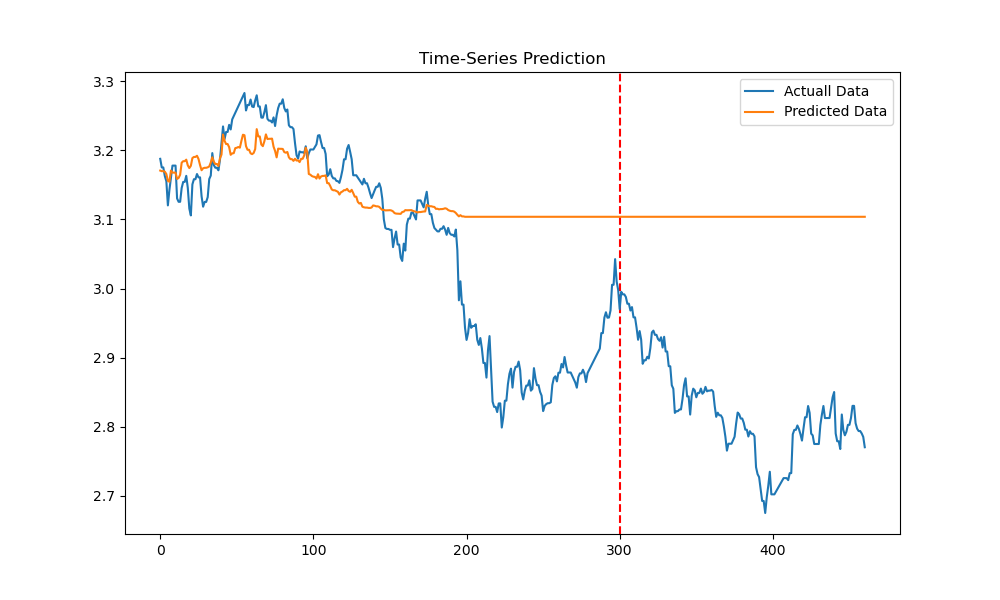 Time-Series Prediction
Actuall Data
Predicted Data
3.3
3.2
3.1
3.0
2.9
2.8
2.7
0 100 200 300 400